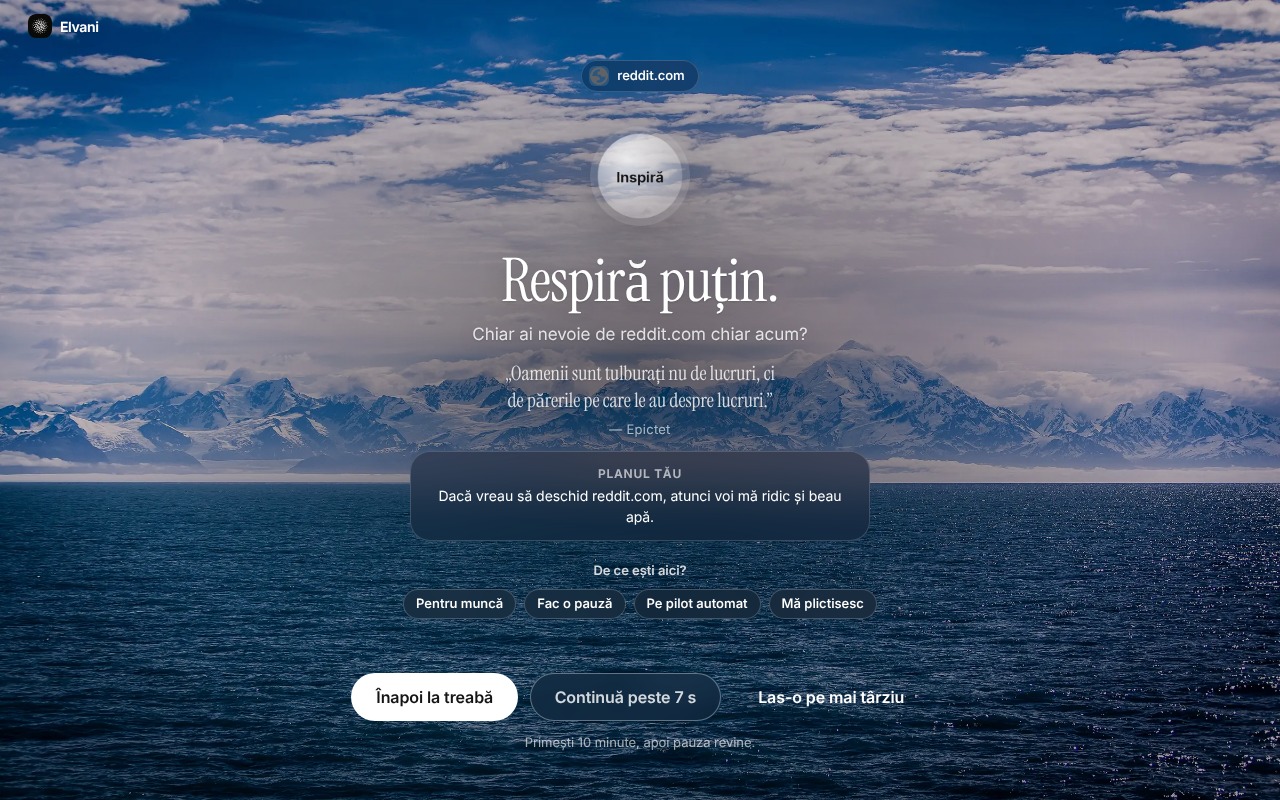 Elvani
reddit.com
Inspiră
Respiră puțin.
Chiar ai nevoie de reddit.com chiar acum?
„Oamenii sunt tulburați nu de lucruri, ci
de părerile pe care le au despre lucruri.”
— Epictet
PLANUL TĂU
Dacă vreau să deschid reddit.com, atunci voi mă ridic și beau
apă.
De ce ești aici?
Pentru muncă
Fac o pauză
Pe pilot automat
Mă plictisesc
Înapoi la treabă
Continuă peste 7 s
Las-o pe mai târziu
Primești 10 minute, apoi pauza revine.